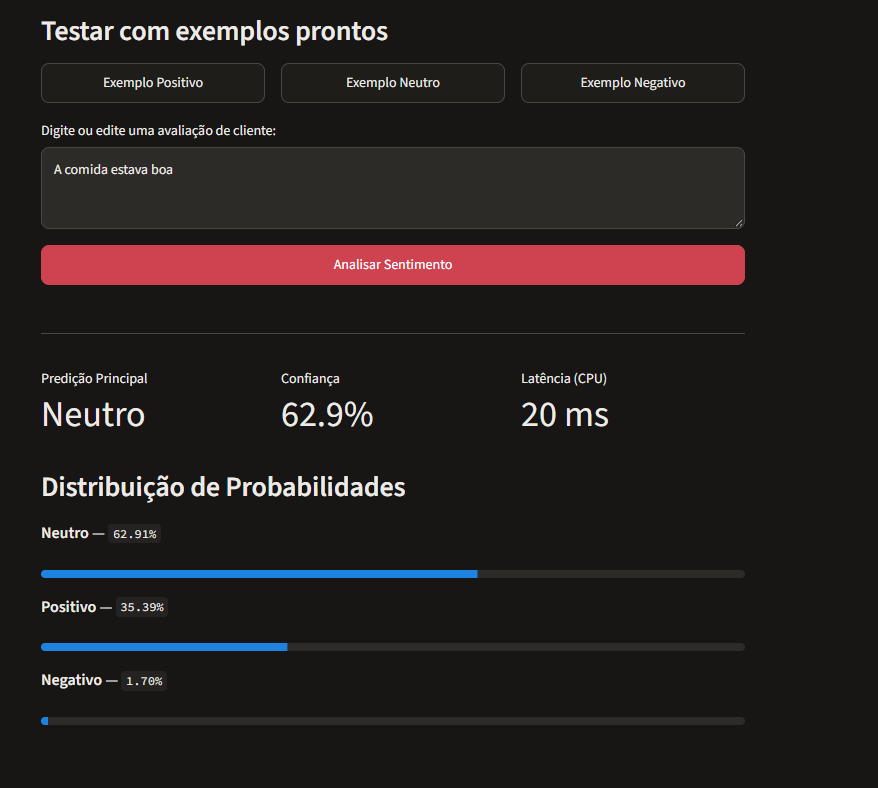 Testar com exemplos prontos
Exemplo Positivo
Exemplo Neutro
Exemplo Negativo
Digite ou edite uma avaliação de cliente:
A comida estava boa
Analisar Sentimento
Predição Principal
Confiança
Latência (CPU)
Neutro
62.9%
20 ms
Distribuição de Probabilidades
Neutro — 62.91%
Positivo — 35.39%
Negativo — 1.70%